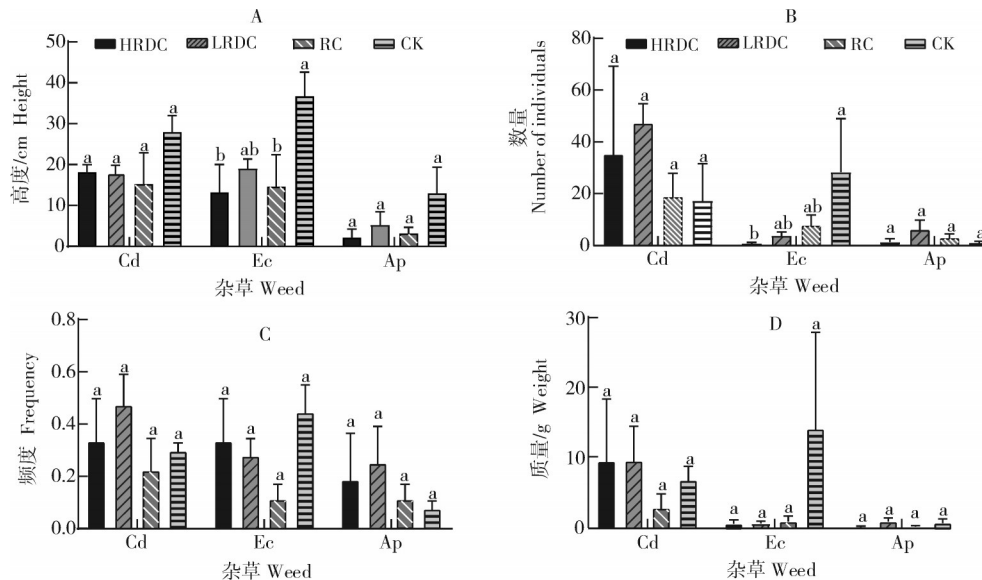 A
HRDC LRDC RC CK
高度/cm Height
50
40
30
20
10
0
a a a a
b ab b a
a a a a
Cd Ec Ap
杂草 Weed
B
HRDC LRDC RC CK
数量
Number of individuals
80
60
40
20
0
a a a a
b ab ab a
a a a a
Cd Ec Ap
杂草 Weed
C
频度 Frequency
0.8
0.6
0.4
0.2
0.0
a a a a
a a a a
a a a a
Cd Ec Ap
杂草 Weed
D
质量/g Weight
30
20
10
0
a a a a
a a a a
a a a a
Cd Ec Ap
杂草 Weed